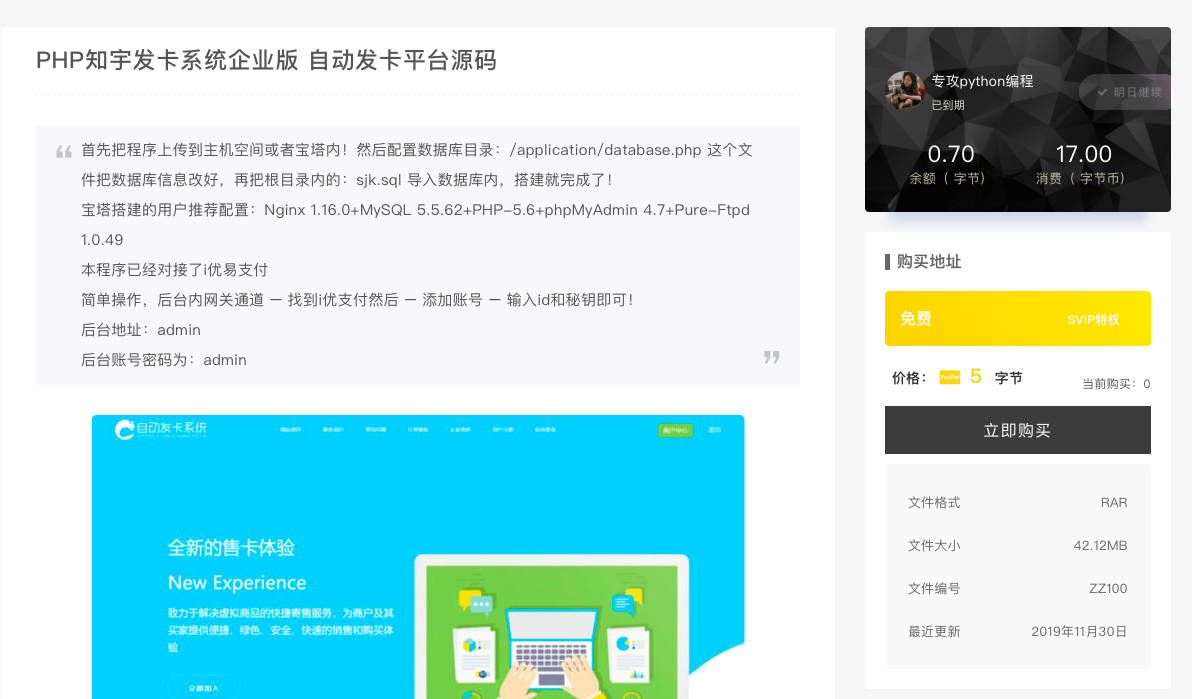 PHP知宇发卡系统企业版 自动发卡平台源码
首先把程序上传到主机空间或者宝塔内！然后配置数据库目录：/application/database.php 这个文
件把数据库信息改好，再把根目录内的：sjk.sql 导入数据库内，搭建就完成了！
宝塔搭建的用户推荐配置：Nginx 1.16.0+MySQL 5.5.62+PHP-5.6+phpMyAdmin 4.7+Pure-Ftpd
1.0.49
本程序已经对接了i优易支付
简单操作，后台内网关通道 — 找到i优支付然后 — 添加账号 — 输入id和秘钥即可！
后台地址：admin
后台账号密码为：admin
自动发卡系统
商户中心
全新的售卡体验
New Experience
致力于解决虚拟商品的快捷寄售服务，为商户及其
买家提供便捷、绿色、安全、快速的销售和购买体
验
立即加入
专攻python编程
已到期
明日继续
0.70
17.00
余额（ 字节）
消费（ 字节币）
购买地址
免费
SVIP特权
价格： PayPal 5 字节
当前购买：0
立即购买
文件格式 RAR
文件大小 42.12MB
文件编号 ZZ100
最近更新 2019年11月30日